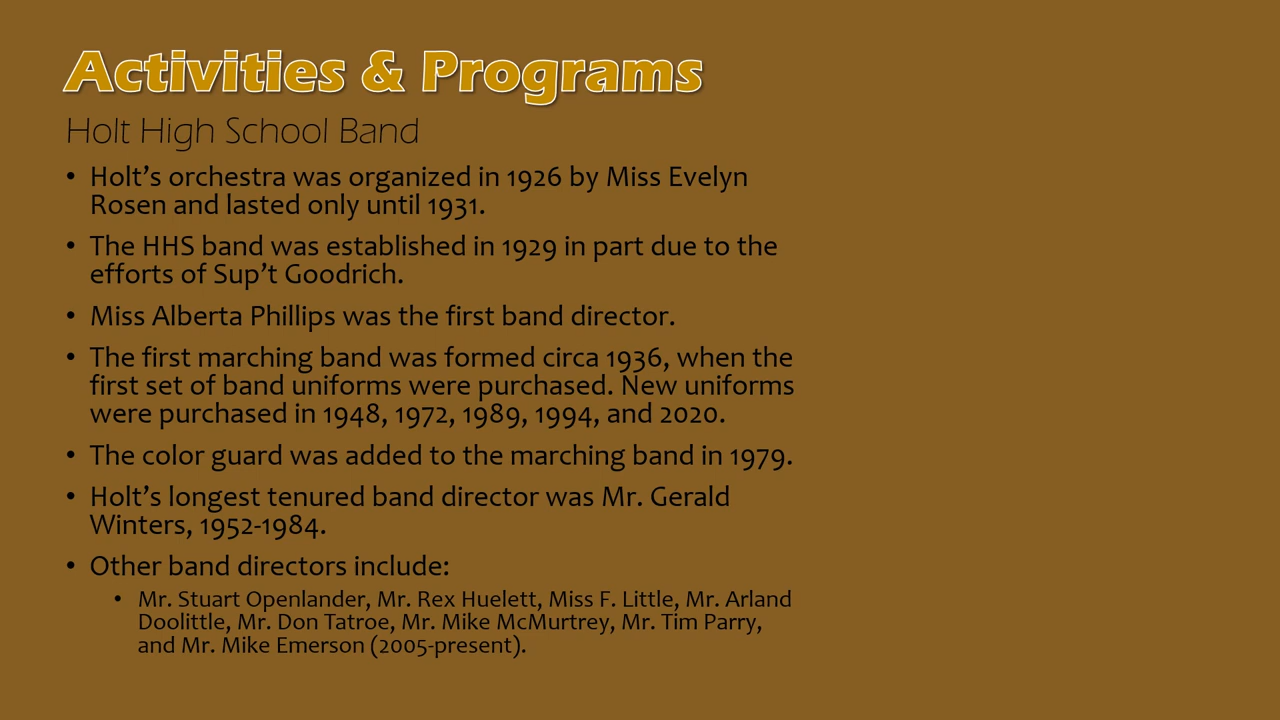 Activities & Programs
Holt High School Band
• Holt’s orchestra was organized in 1926 by Miss Evelyn
Rosen and lasted only until 1931.
• The HHS band was established in 1929 in part due to the
efforts of Sup’t Goodrich.
• Miss Alberta Phillips was the first band director.
• The first marching band was formed circa 1936, when the
first set of band uniforms were purchased. New uniforms
were purchased in 1948, 1972, 1989, 1994, and 2020.
• The color guard was added to the marching band in 1979.
• Holt’s longest tenured band director was Mr. Gerald
Winters, 1952-1984.
• Other band directors include:
• Mr. Stuart Openlander, Mr. Rex Huelett, Miss F. Little, Mr. Arland
Doolittle, Mr. Don Tatroe, Mr. Mike McMurtrey, Mr. Tim Parry,
and Mr. Mike Emerson (2005-present).